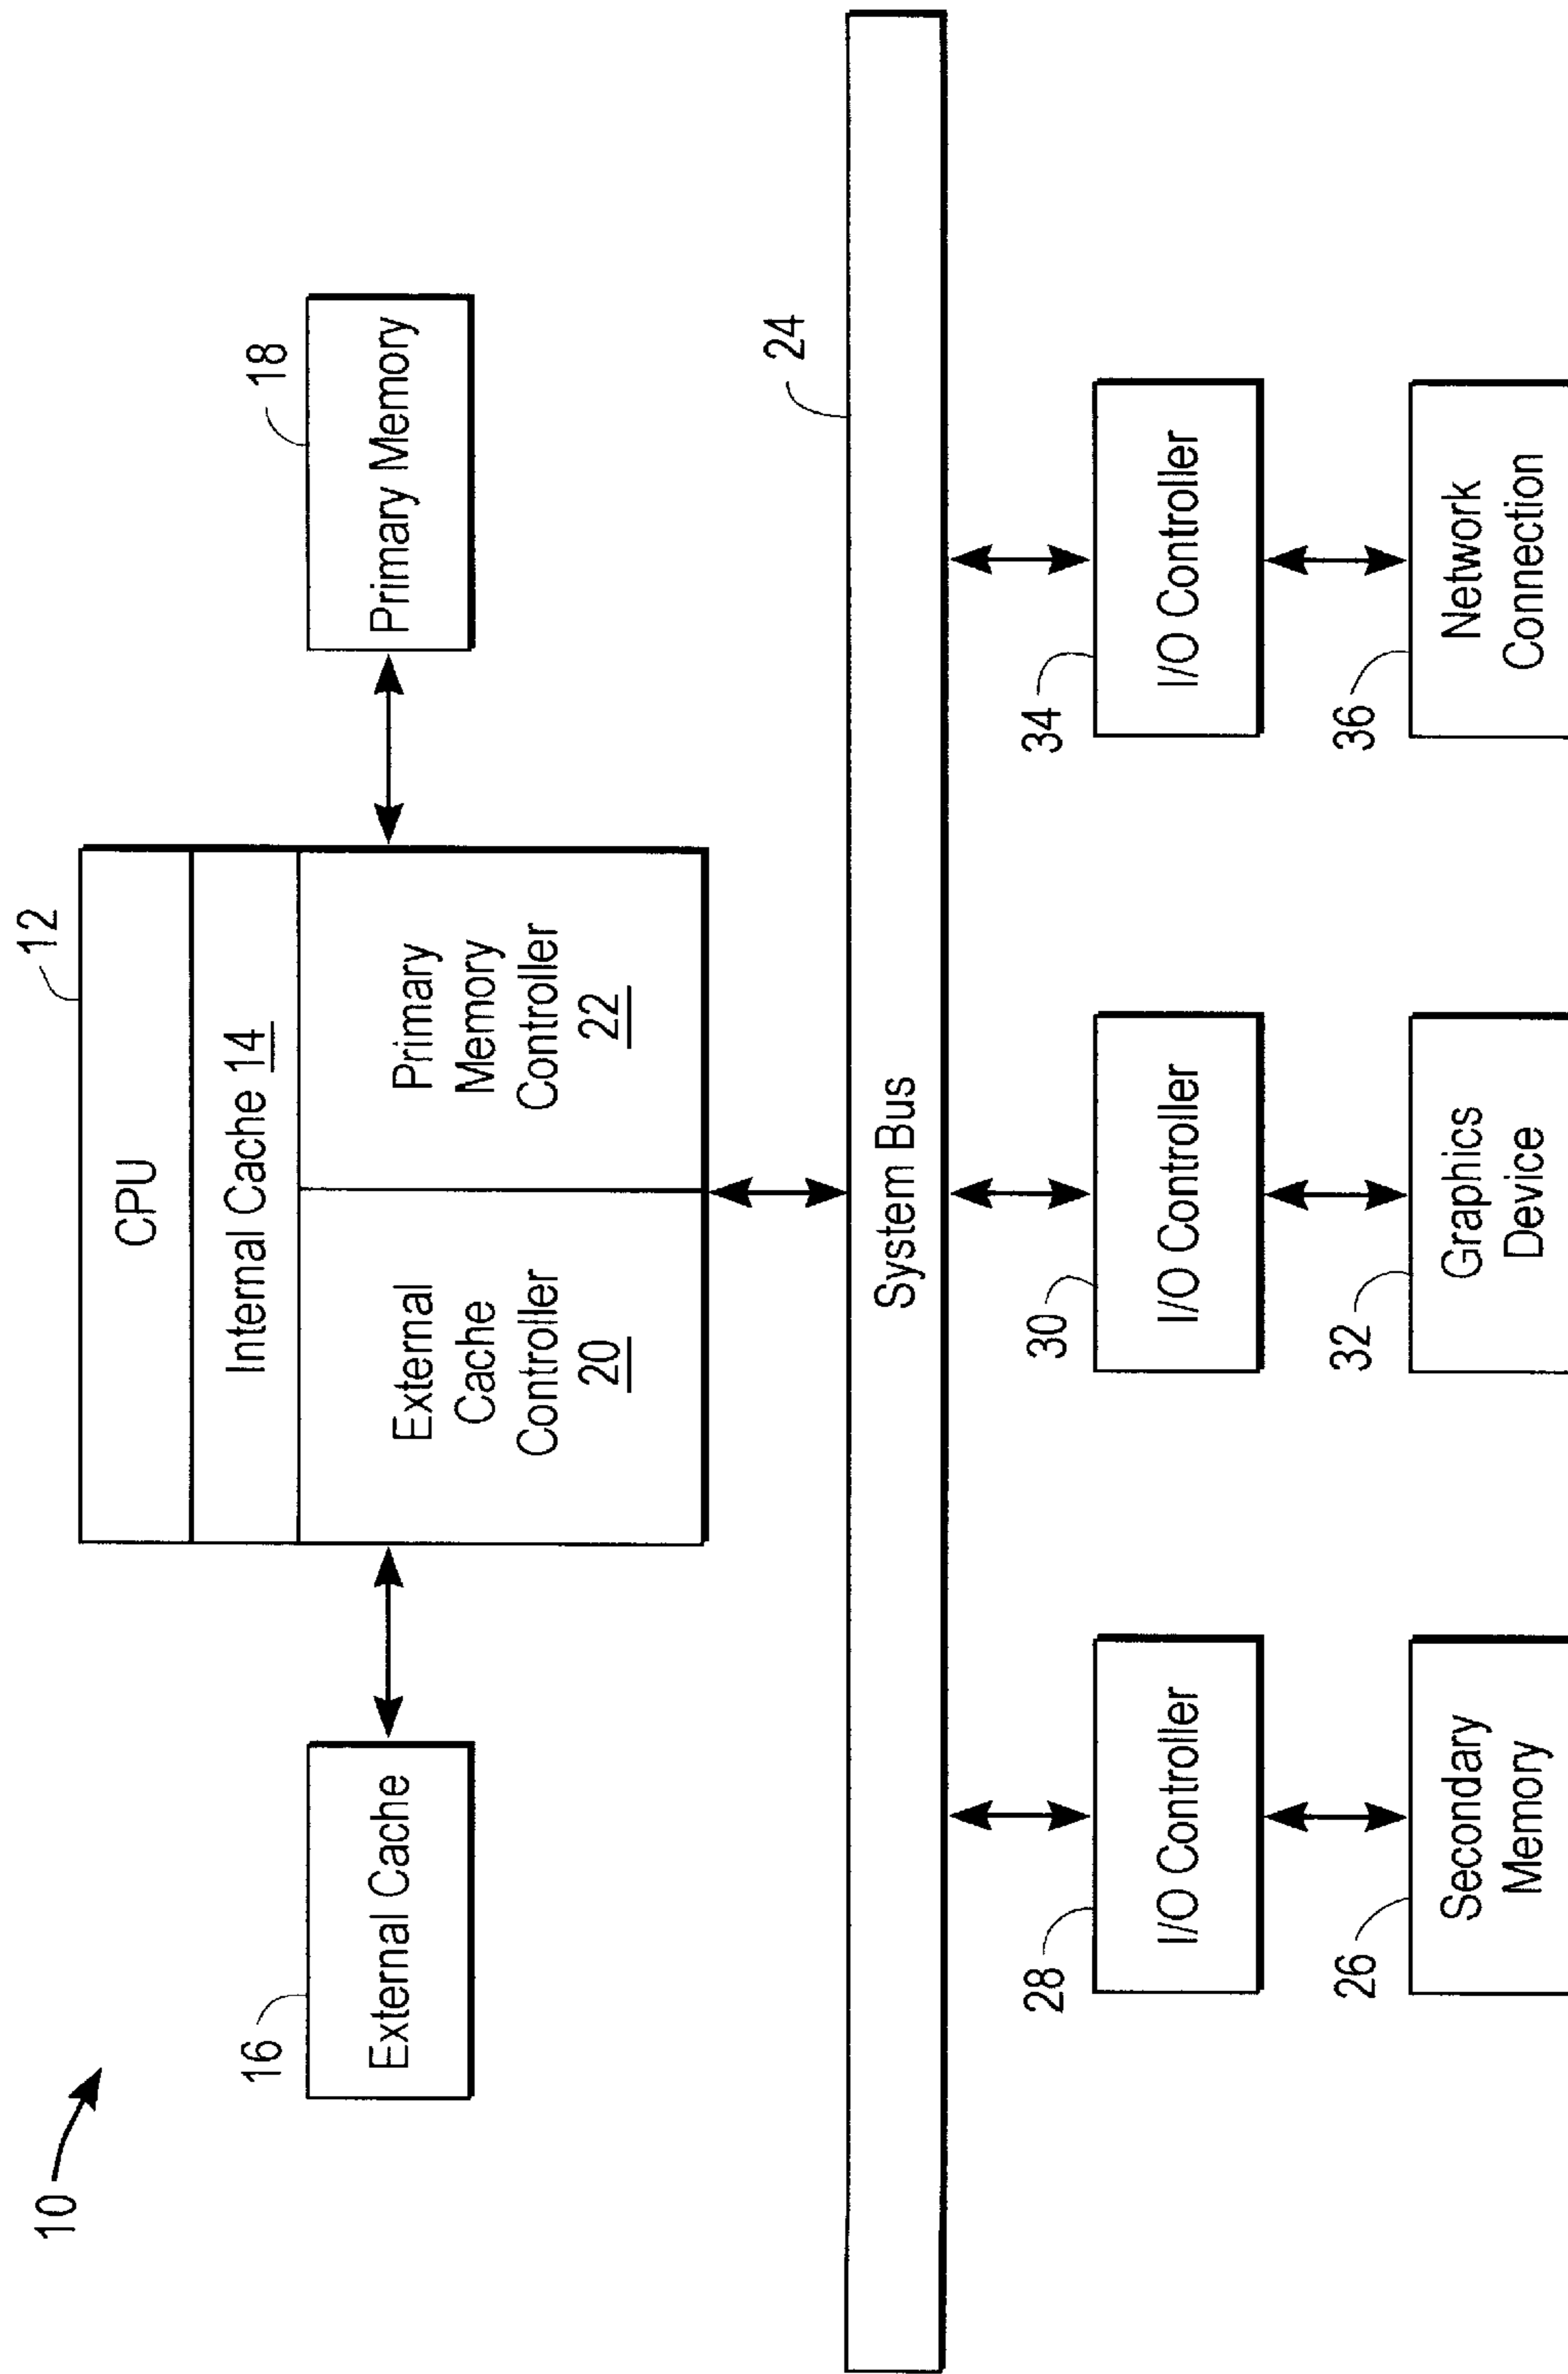 10
12
CPU
Internal Cache 14
16
External Cache
External
Cache
Controller
20
Primary
Memory
Controller
22
18
Primary Memory
24
System Bus
28
I/O Controller
30
I/O Controller
34
I/O Controller
26
Secondary
Memory
32
Graphics
Device
36
Network
Connection